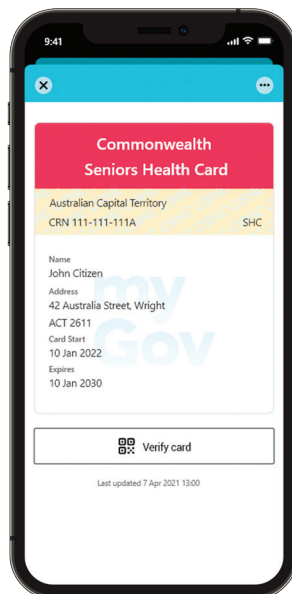 9:41
Commonwealth
Seniors Health Card
Australian Capital Territory
CRN 111-111-111A SHC
Name
John Citizen
Address
42 Australia Street, Wright
ACT 2611
Card Start
10 Jan 2022
Expires
10 Jan 2030
my
Gov
Verify card
Last updated 7 Apr 2021 13:00